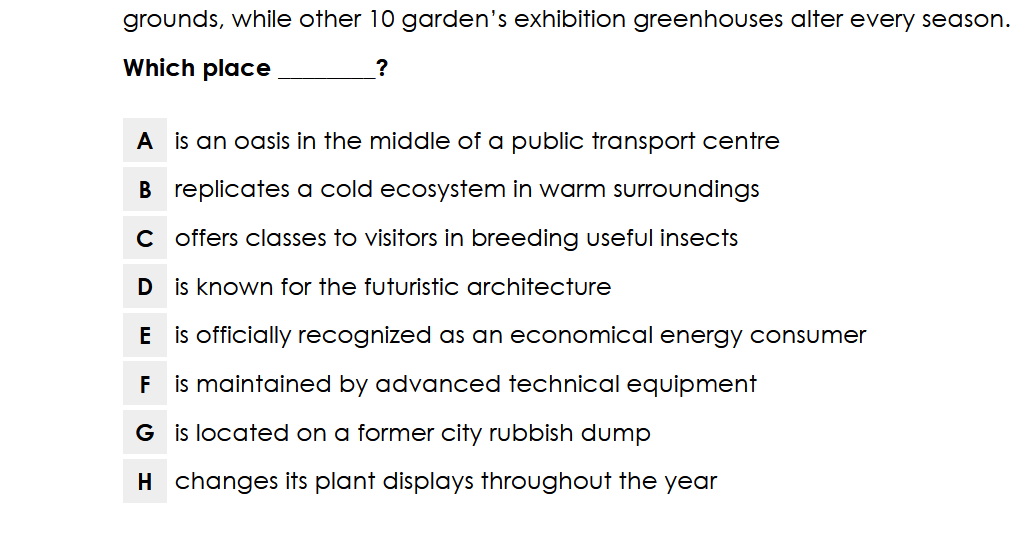 grounds, while other 10 garden's exhibition greenhouses alter every season.
Which place ________?
A is an oasis in the middle of a public transport centre
B replicates a cold ecosystem in warm surroundings
C offers classes to visitors in breeding useful insects
D is known for the futuristic architecture
E is officially recognized as an economical energy consumer
F is maintained by advanced technical equipment
G is located on a former city rubbish dump
H changes its plant displays throughout the year